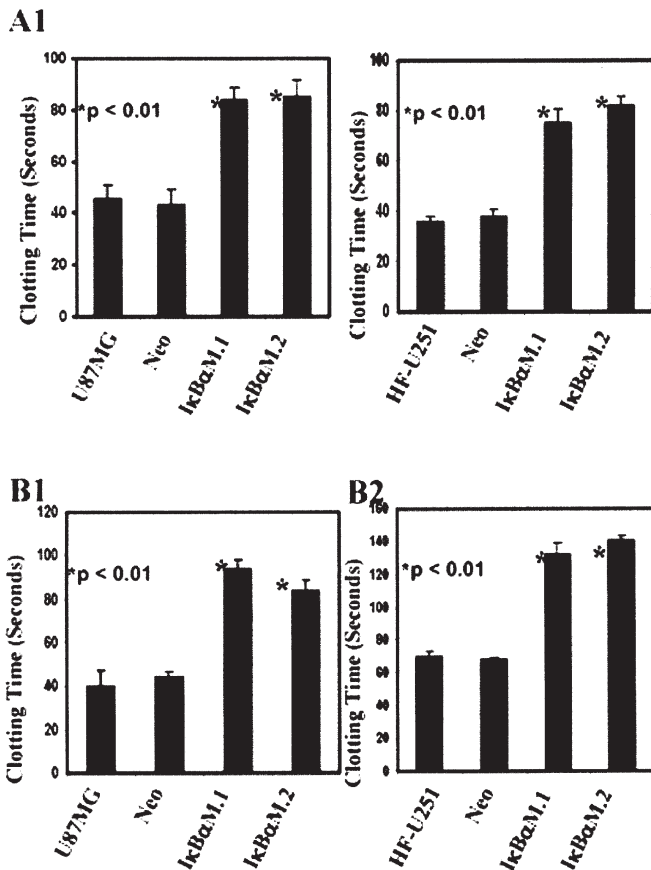 A1
Clotting Time (Seconds)
100
80
60
40
20
0
*p < 0.01
*
*
U87MG
Neo
IκBαM.1
IκBαM.2
Clotting Time (Seconds)
100
80
60
40
20
0
*p < 0.01
*
*
HF-U251
Neo
IκBαM.1
IκBαM.2
B1
Clotting Time (Seconds)
120
100
80
60
40
20
0
*p < 0.01
*
*
U87MG
Neo
IκBαM.1
IκBαM.2
B2
Clotting Time (Seconds)
160
140
120
100
80
60
40
20
0
*p < 0.01
*
*
HF-U251
Neo
IκBαM.1
IκBαM.2